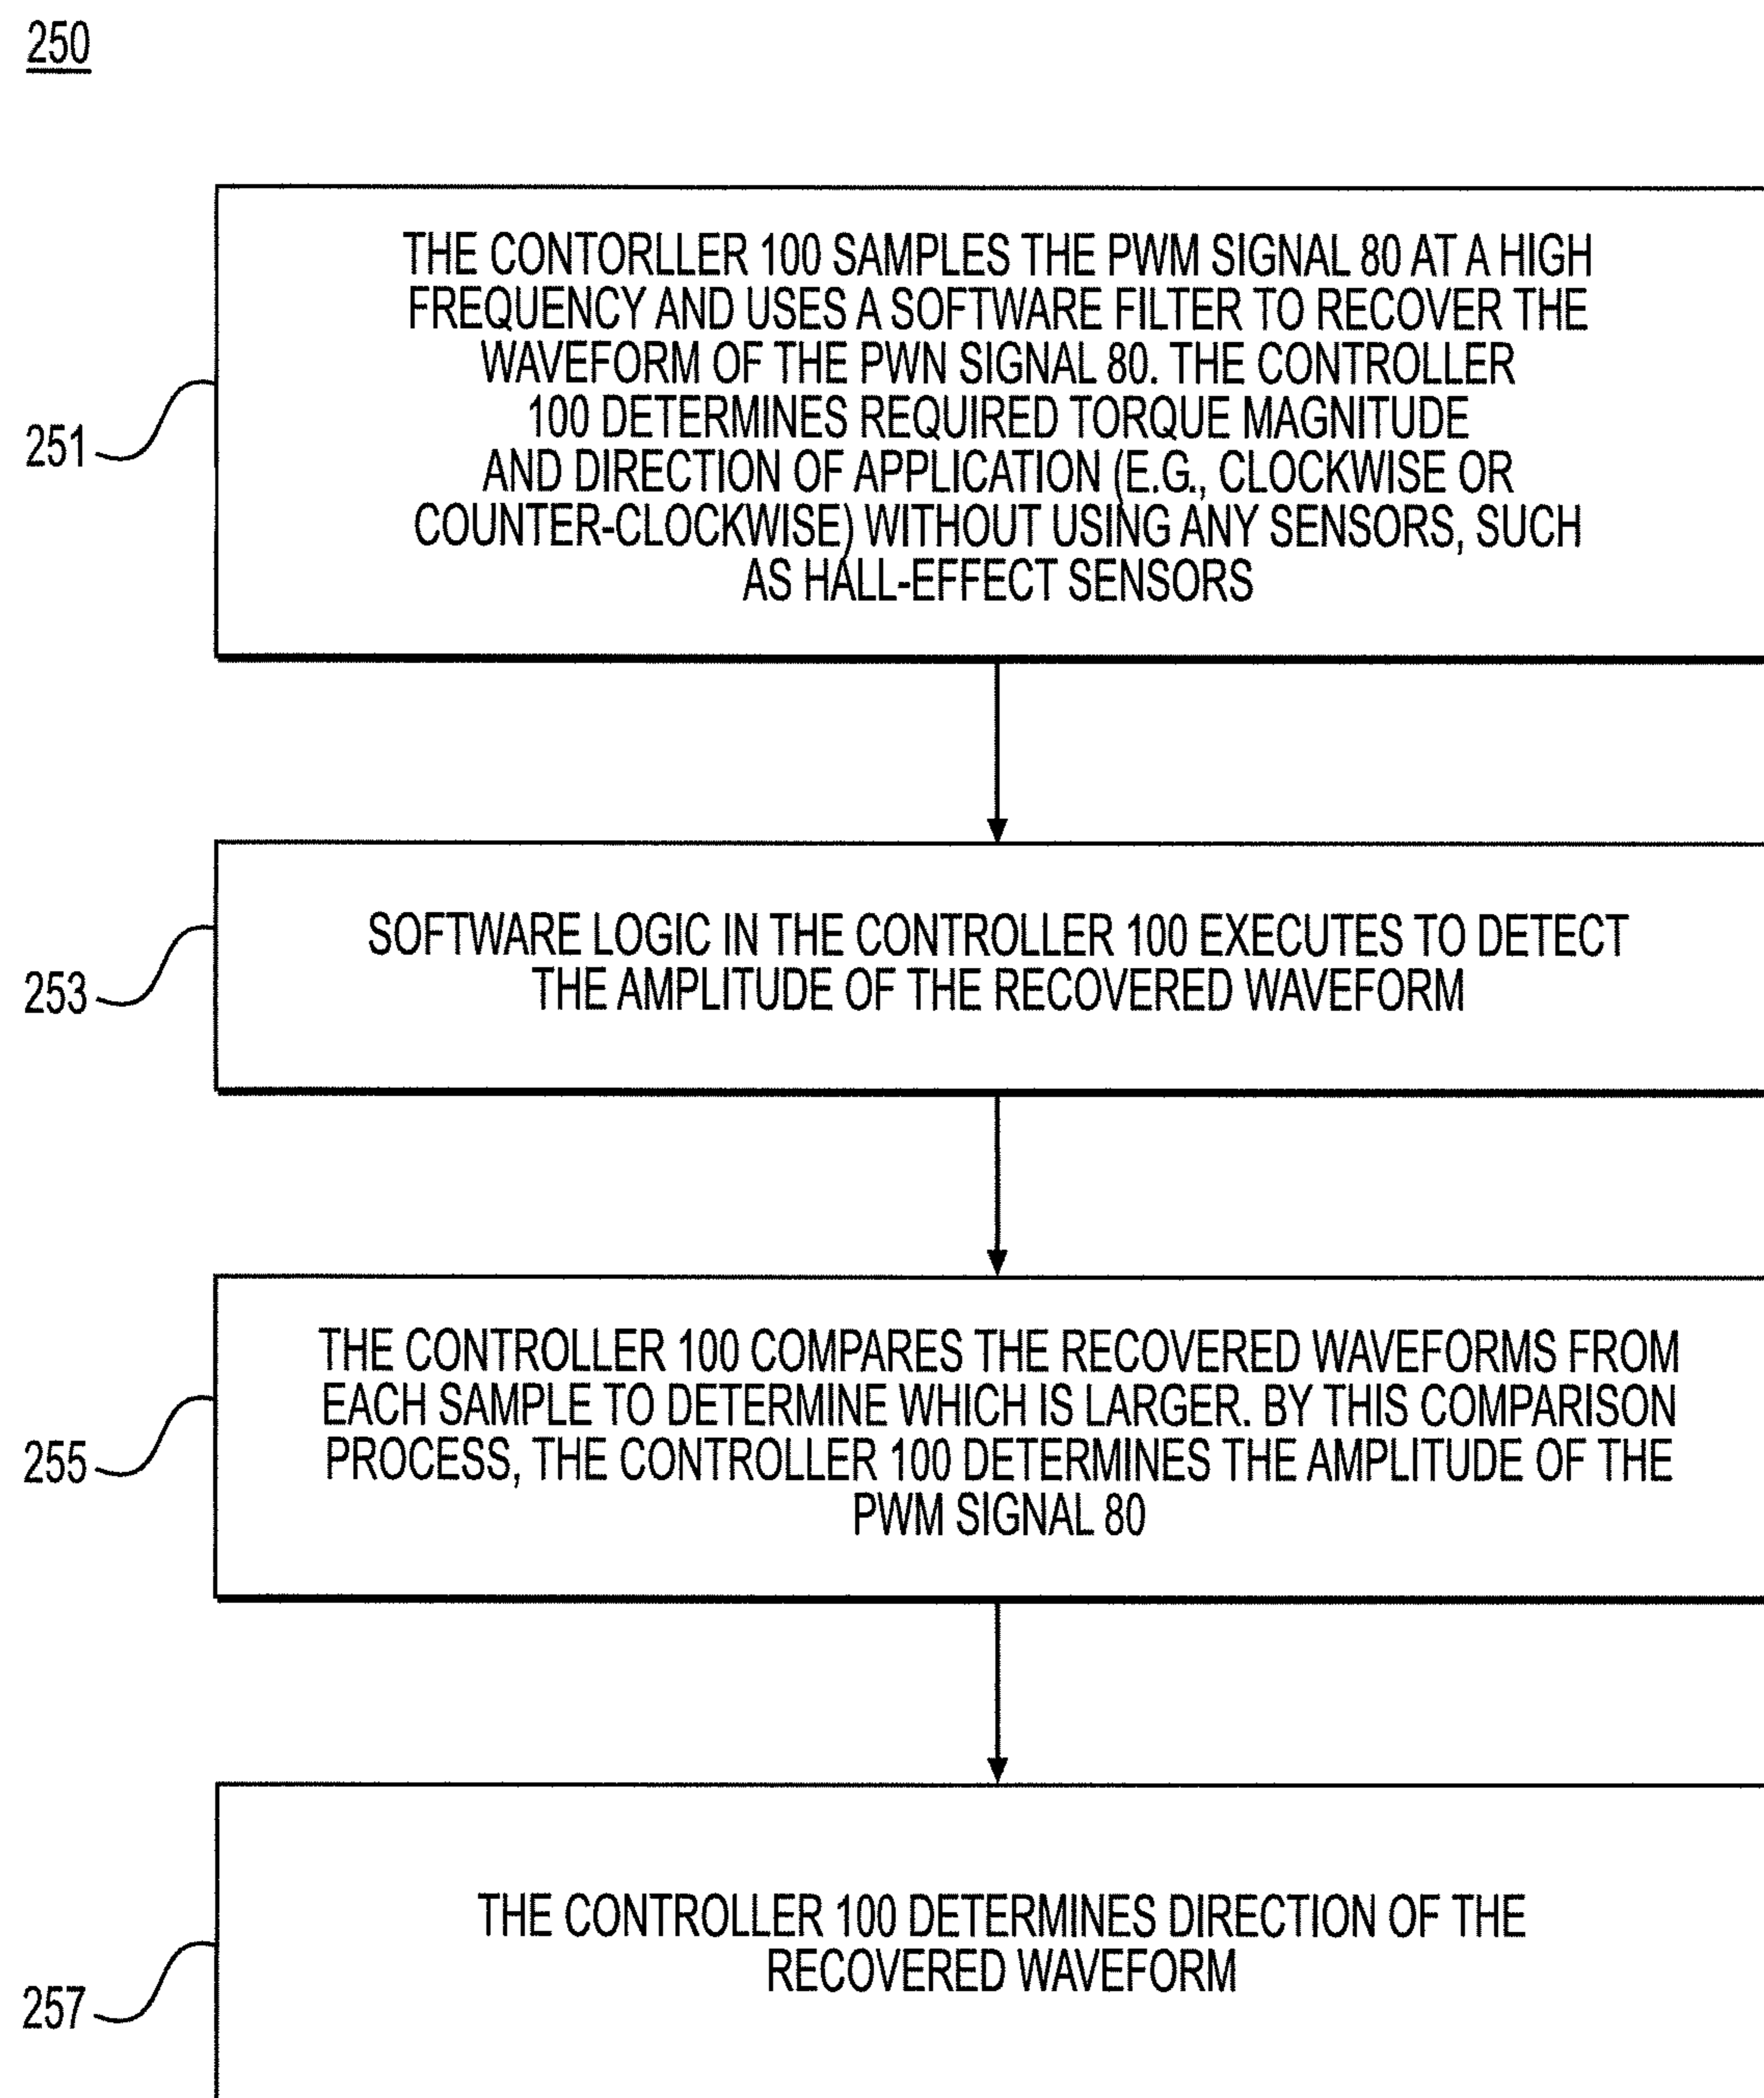 250
THE CONTORLLER 100 SAMPLES THE PWM SIGNAL 80 AT A HIGH
FREQUENCY AND USES A SOFTWARE FILTER TO RECOVER THE
WAVEFORM OF THE PWN SIGNAL 80. THE CONTROLLER
100 DETERMINES REQUIRED TORQUE MAGNITUDE
AND DIRECTION OF APPLICATION (E.G., CLOCKWISE OR
COUNTER-CLOCKWISE) WITHOUT USING ANY SENSORS, SUCH
AS HALL-EFFECT SENSORS
251
SOFTWARE LOGIC IN THE CONTROLLER 100 EXECUTES TO DETECT
THE AMPLITUDE OF THE RECOVERED WAVEFORM
253
THE CONTROLLER 100 COMPARES THE RECOVERED WAVEFORMS FROM
EACH SAMPLE TO DETERMINE WHICH IS LARGER. BY THIS COMPARISON
PROCESS, THE CONTROLLER 100 DETERMINES THE AMPLITUDE OF THE
PWM SIGNAL 80
255
THE CONTROLLER 100 DETERMINES DIRECTION OF THE
RECOVERED WAVEFORM
257